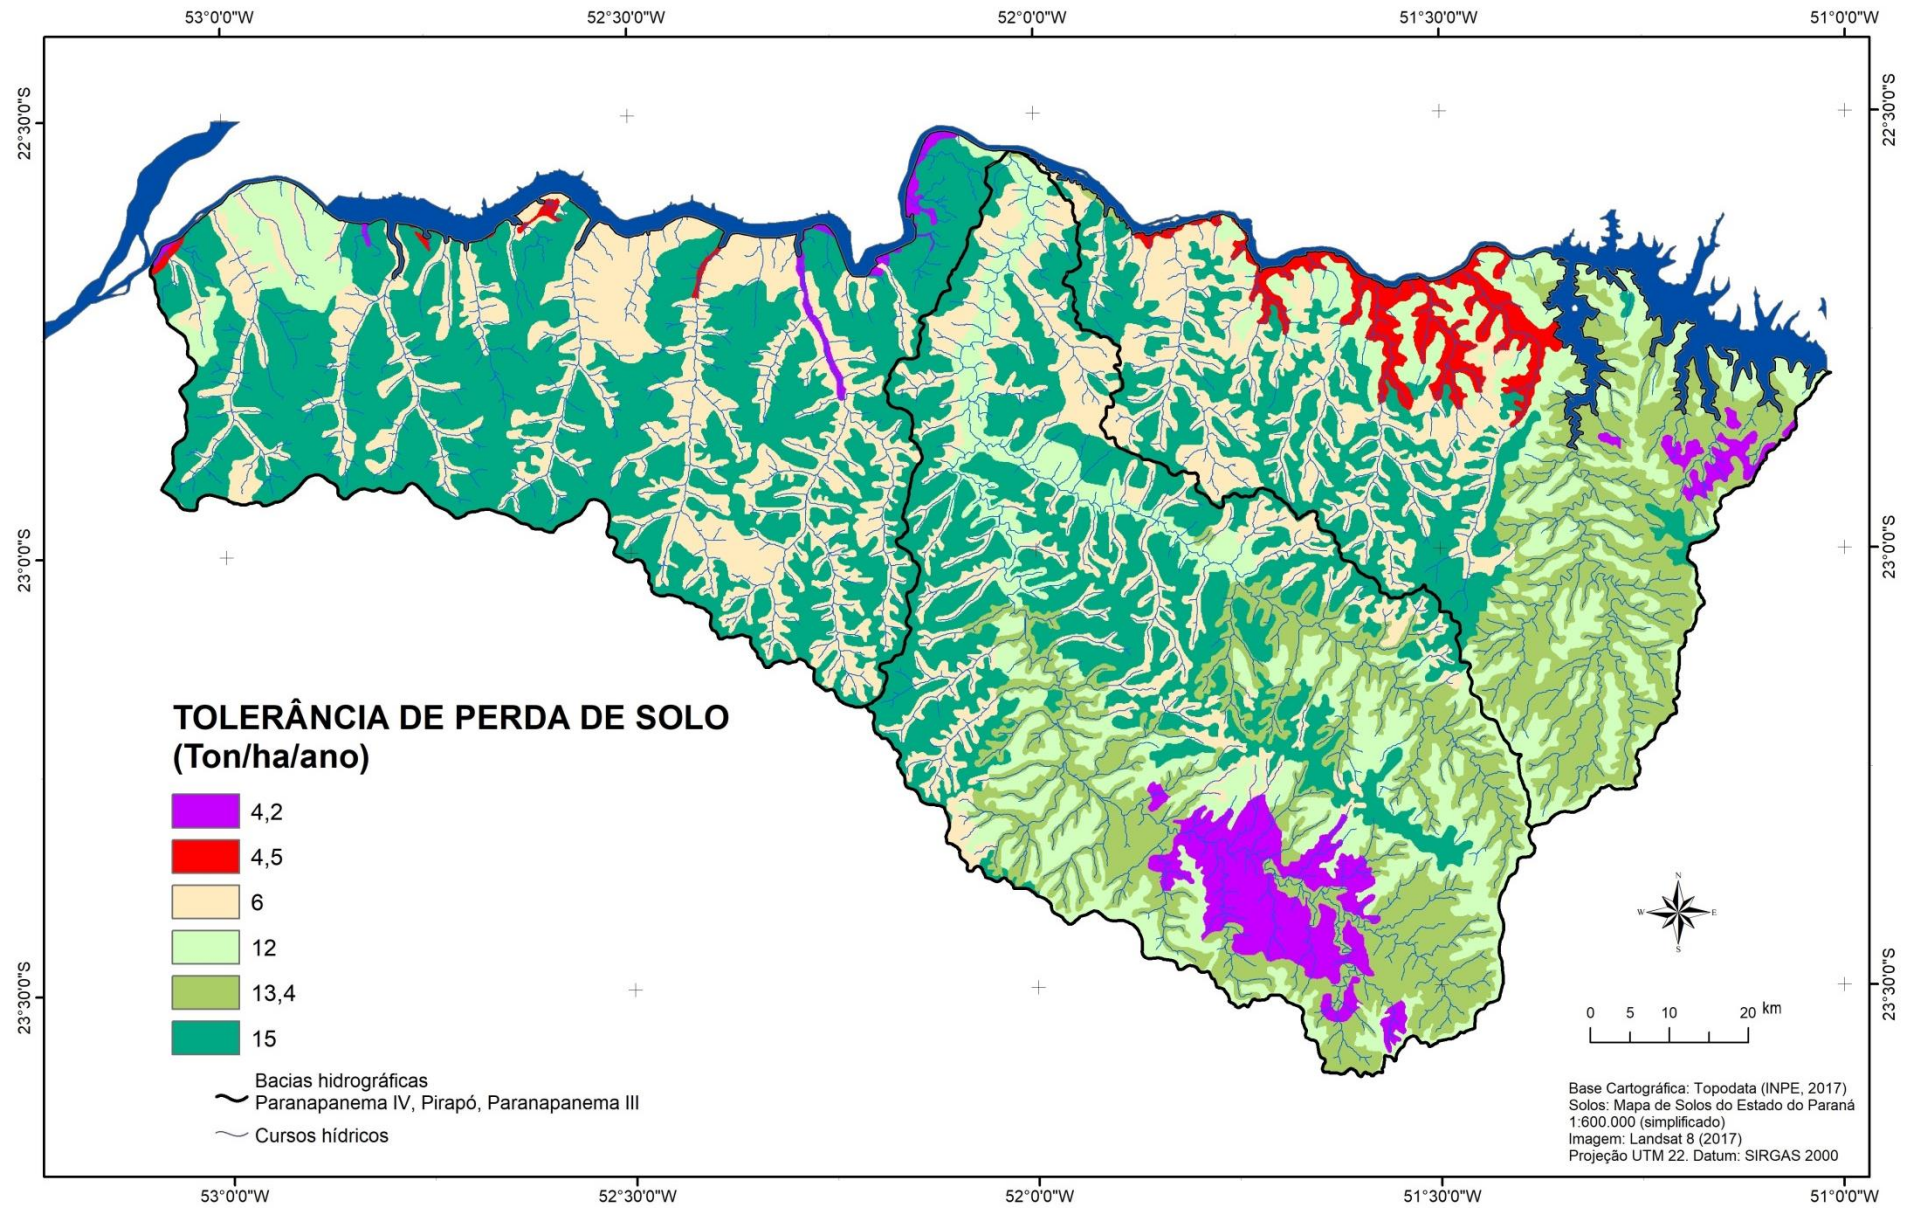 53°0'0"W
52°30'0"W
52°0'0"W
51°30'0"W
51°0'0"W
22°30'0"S
22°30'0"S
23°0'0"S
23°0'0"S
23°30'0"S
23°30'0"S
TOLERÂNCIA DE PERDA DE SOLO
(Ton/ha/ano)
4,2
4,5
6
12
13,4
15
Bacias hidrográficas
Paranapanema IV, Pirapó, Paranapanema III
Cursos hídricos
N
W
E
S
0 5 10 20 km
Base Cartográfica: Topodata (INPE, 2017)
Solos: Mapa de Solos do Estado do Paraná
1:600.000 (simplificado)
Imagem: Landsat 8 (2017)
Projeção UTM 22. Datum: SIRGAS 2000
53°0'0"W
52°30'0"W
52°0'0"W
51°30'0"W
51°0'0"W